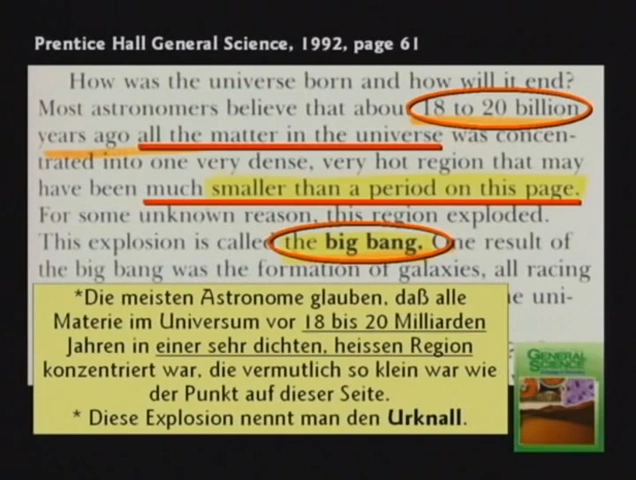 Prentice Hall General Science, 1992, page 61
How was the universe born and how will it end?
Most astronomers believe that about 18 to 20 billion
years ago all the matter in the universe was concen-
trated into one very dense, very hot region that may
have been much smaller than a period on this page.
For some unknown reason, this region exploded.
This explosion is called the big bang. One result of
the big bang was the formation of galaxies, all racing
uni-
*Die meisten Astronome glauben, daß alle
Materie im Universum vor 18 bis 20 Milliarden
Jahren in einer sehr dichten, heissen Region
konzentriert war, die vermutlich so klein war wie
der Punkt auf dieser Seite.
* Diese Explosion nennt man den Urknall.
GENERAL
SCIENCE